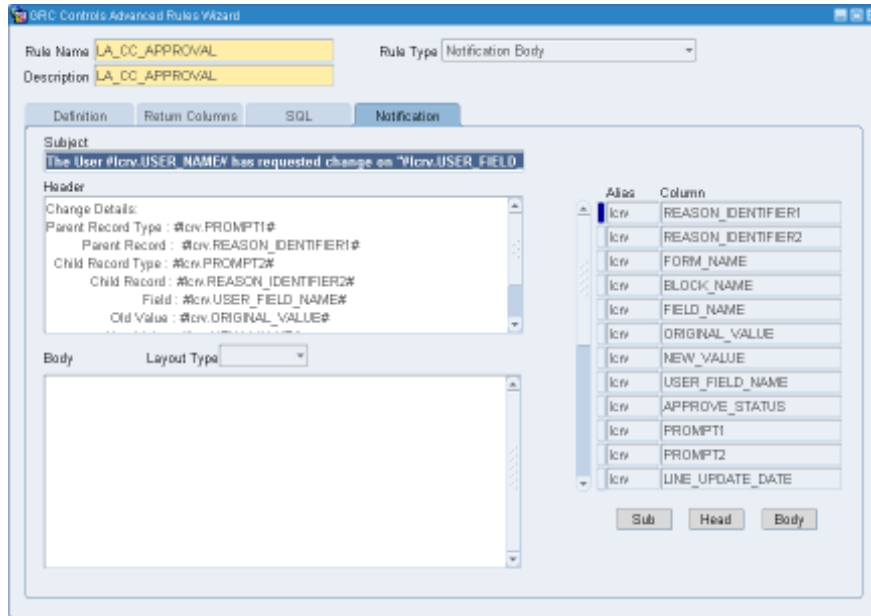 GRC Controls Advanced Rules Wizard
Rule Name LA_CC_APPROVAL
Rule Type Notification Body
Description LA_CC_APPROVAL
Definition Return Columns SQL Notification
Subject
The User #lcrv.USER_NAME# has requested change on "#lcrv.USER_FIELD
Header
Change Details:
Parent Record Type : #lcrv.PROMPT1#
Parent Record : #lcrv.REASON_IDENTIFIER1#
Child Record Type : #lcrv.PROMPT2#
Child Record : #lcrv.REASON_IDENTIFIER2#
Field : #lcrv.USER_FIELD_NAME#
Old Value : #lcrv.ORIGINAL_VALUE#
Body Layout Type
Alias Column
lcrv REASON_IDENTIFIER1
lcrv REASON_IDENTIFIER2
lcrv FORM_NAME
lcrv BLOCK_NAME
lcrv FIELD_NAME
lcrv ORIGINAL_VALUE
lcrv NEW_VALUE
lcrv USER_FIELD_NAME
lcrv APPROVE_STATUS
lcrv PROMPT1
lcrv PROMPT2
lcrv LINE_UPDATE_DATE
Sub Head Body